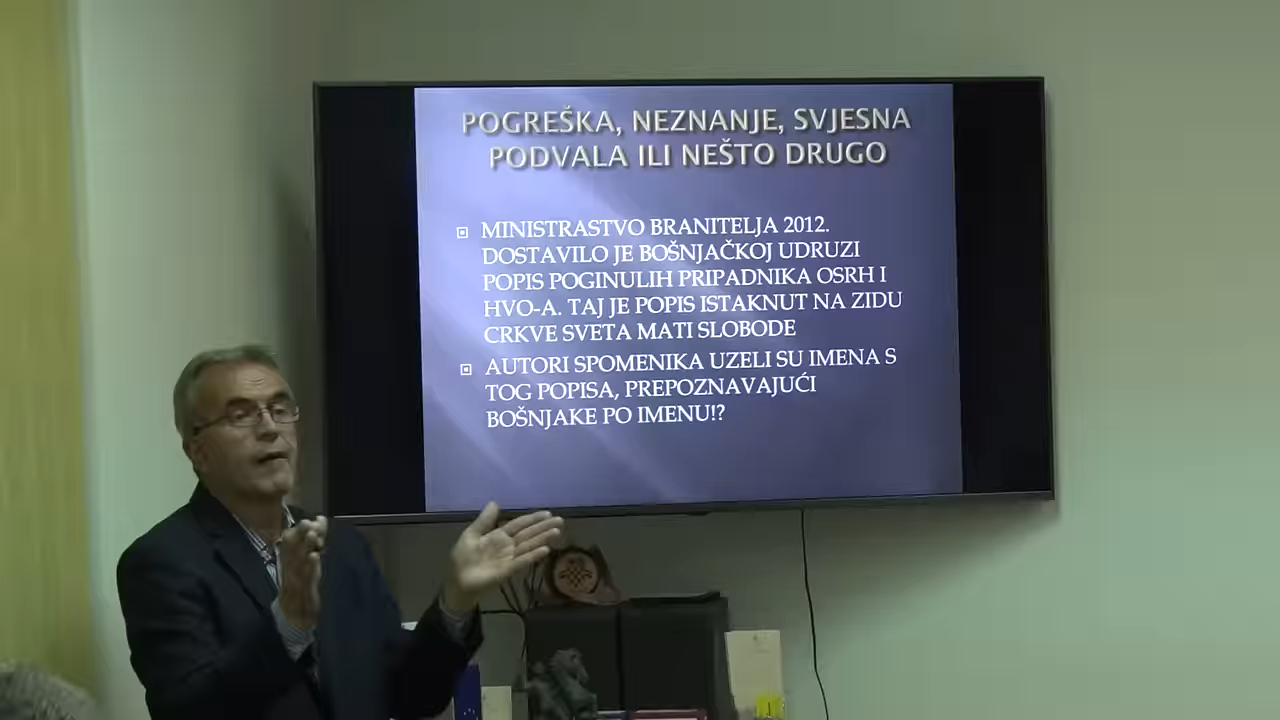 POGREŠKA, NEZNANJE, SVJESNA
PODVALA ILI NEŠTO DRUGO
MINISTRASTVO BRANITELJA 2012.
DOSTAVILO JE BOŠNJAČKOJ UDRUZI
POPIS POGINULIH PRIPADNIKA OSRH I
HVO-A. TAJ JE POPIS ISTAKNUT NA ZIDU
CRKVE SVETA MATI SLOBODE
AUTORI SPOMENIKA UZELI SU IMENA S
TOG POPISA, PREPOZNAVAJUĆI
BOŠNJAKE PO IMENU!?